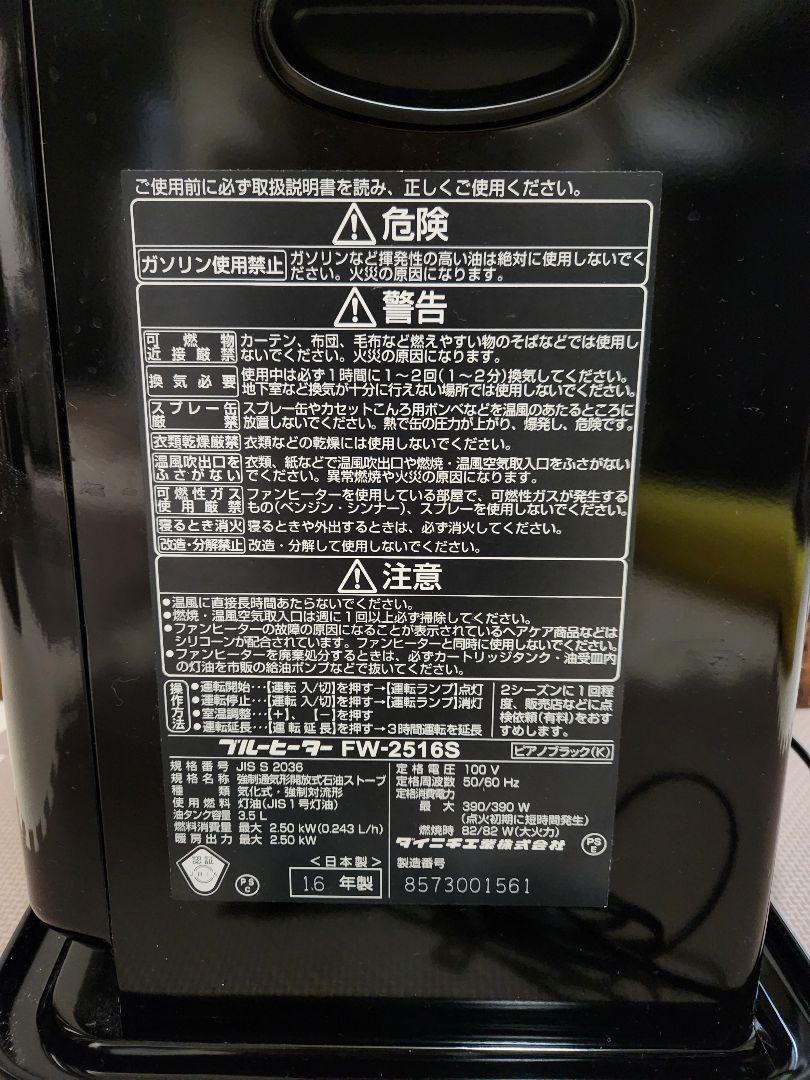 ご使用前に必ず取扱説明書を読み、正しくご使用ください。
危険
ガソリン使用禁止 ガソリンなど揮発性の高い油は絶対に使用しないでく
ださい。火災の原因になります。
警告
可燃物 カーテン、布団、毛布など燃えやすい物のそばなどでは使用し
近接厳禁 ないでください。火災の原因になります。
換気必要 使用中は必ず1時間に1〜2回(1〜2分)換気してください。
地下室など換気が十分に行えない場所では使用しないでください。
スプレー缶 スプレー缶やカセットこんろ用ボンベなどを温風のあたるところに
厳禁 放置しないでください。熱で缶の圧力が上がり、爆発し、危険です。
衣類乾燥厳禁 衣類などの乾燥には使用しないでください。
温風吹出口を 衣類、紙などで温風吹出口や燃焼・温風空気取入口をふさがない
ふさがない でください。異常燃焼や火災の原因になります。
可燃性ガス ファンヒーターを使用している部屋で、可燃性ガスが発生する
使用厳禁 もの(ベンジン・シンナー)、スプレーを使用しないでください。
寝るとき消火 寝るときや外出するときは、必ず消火してください。
改造・分解禁止 改造・分解して使用しないでください。
注意
●温風に直接長時間あたらないでください。
●燃焼・温風空気取入口は週に1回以上必ず掃除してください。
●ファンヒーターの故障の原因になることが表示されているヘアケア商品などは
シリコーンが配合されています。ファンヒーターと同時に使用しないでください。
●ファンヒーターを廃棄処分するときは、必ずカートリッジタンク・油受皿内
の灯油を市販の給油ポンプなどで抜いてください。
操作方法
●運転開始…【運転 入/切】を押す→【運転ランプ】点灯
●運転停止…【運転 入/切】を押す→【運転ランプ】消灯
●室温調整…【+】、【−】を押す
●運転延長…【運転延長】を押す→3時間運転を延長
2シーズンに1回程
度、販売店などに点
検依頼(有料)をおす
すめします。
ブルーヒーター FW-2516S ピアノブラック(K)
規格番号 JIS S 2036
規格名称 強制通気形開放式石油ストーブ
種類 気化式・強制対流形
使用燃料 灯油(JIS1号灯油)
油タンク容量 3.5 L
燃料消費量 最大 2.50 kW(0.243 L/h)
暖房出力 最大 2.50 kW
定格電圧 100 V
定格周波数 50/60 Hz
定格消費電力
最大 390/390 W
(点火初期に短時間発生)
燃焼時 82/82 W(大火力)
ダイニチ工業株式会社
PS
E
認証
PS
C
<日本製>
16 年製
製造番号
8573001561